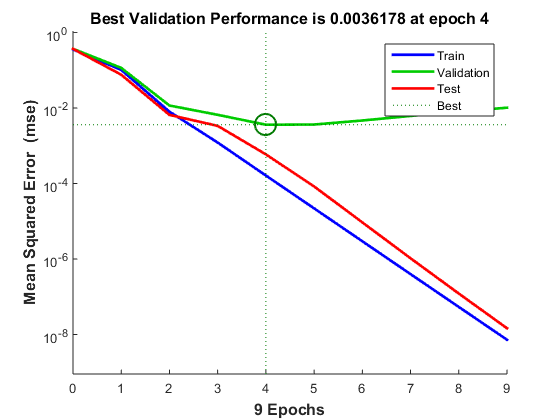 Best Validation Performance is 0.0036178 at epoch 4
Mean Squared Error (mse)
10^0
10^-2
10^-4
10^-6
10^-8
Train
Validation
Test
Best
0 1 2 3 4 5 6 7 8 9
9 Epochs